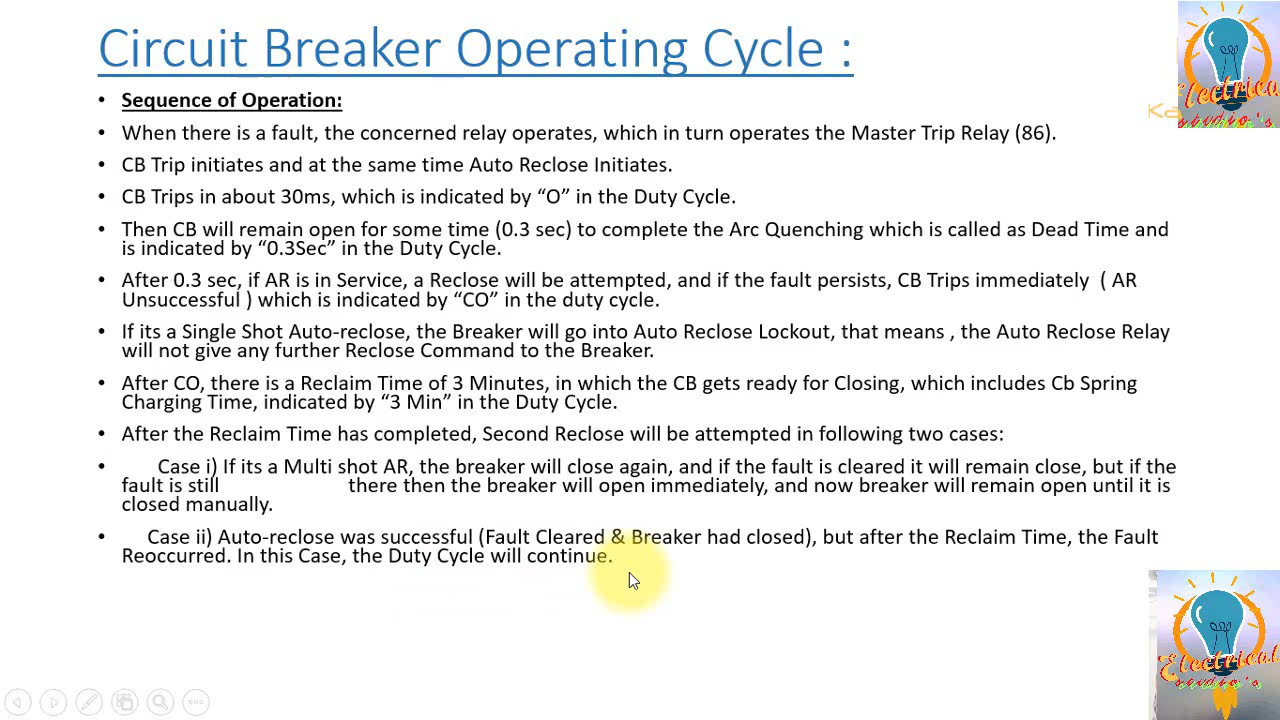 Circuit Breaker Operating Cycle :
• Sequence of Operation:
• When there is a fault, the concerned relay operates, which in turn operates the Master Trip Relay (86).
• CB Trip initiates and at the same time Auto Reclose Initiates.
• CB Trips in about 30ms, which is indicated by “O” in the Duty Cycle.
• Then CB will remain open for some time (0.3 sec) to complete the Arc Quenching which is called as Dead Time and
is indicated by “0.3Sec” in the Duty Cycle.
• After 0.3 sec, if AR is in Service, a Reclose will be attempted, and if the fault persists, CB Trips immediately ( AR
Unsuccessful ) which is indicated by “CO” in the duty cycle.
• If its a Single Shot Auto-reclose, the Breaker will go into Auto Reclose Lockout, that means , the Auto Reclose Relay
will not give any further Reclose Command to the Breaker.
• After CO, there is a Reclaim Time of 3 Minutes, in which the CB gets ready for Closing, which includes Cb Spring
Charging Time, indicated by “3 Min” in the Duty Cycle.
• After the Reclaim Time has completed, Second Reclose will be attempted in following two cases:
• Case i) If its a Multi shot AR, the breaker will close again, and if the fault is cleared it will remain close, but if the
fault is still there then the breaker will open immediately, and now breaker will remain open until it is
closed manually.
• Case ii) Auto-reclose was successful (Fault Cleared & Breaker had closed), but after the Reclaim Time, the Fault
Reoccurred. In this Case, the Duty Cycle will continue.
Electrical
studio's
Electrical
studio's